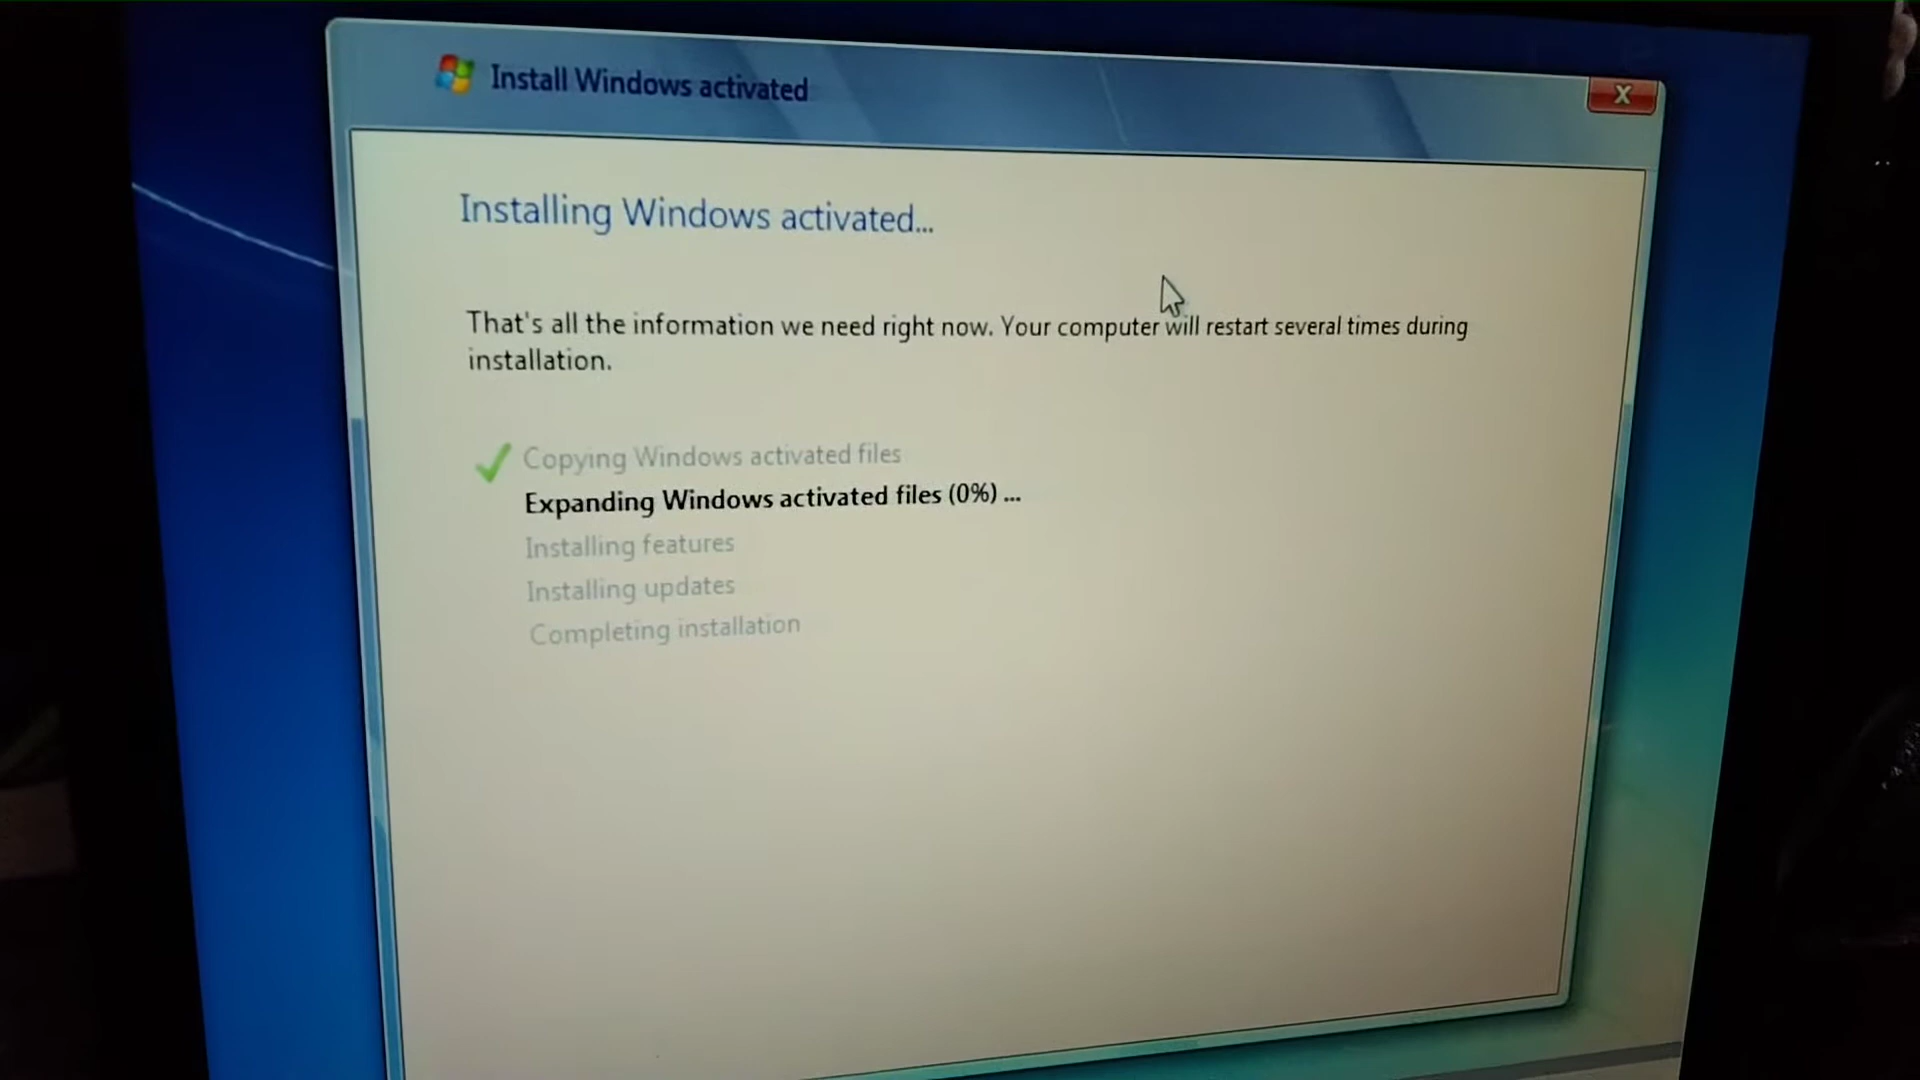 Install Windows activated
Installing Windows activated...
That's all the information we need right now. Your computer will restart several times during
installation.
Copying Windows activated files
Expanding Windows activated files (0%) ...
Installing features
Installing updates
Completing installation